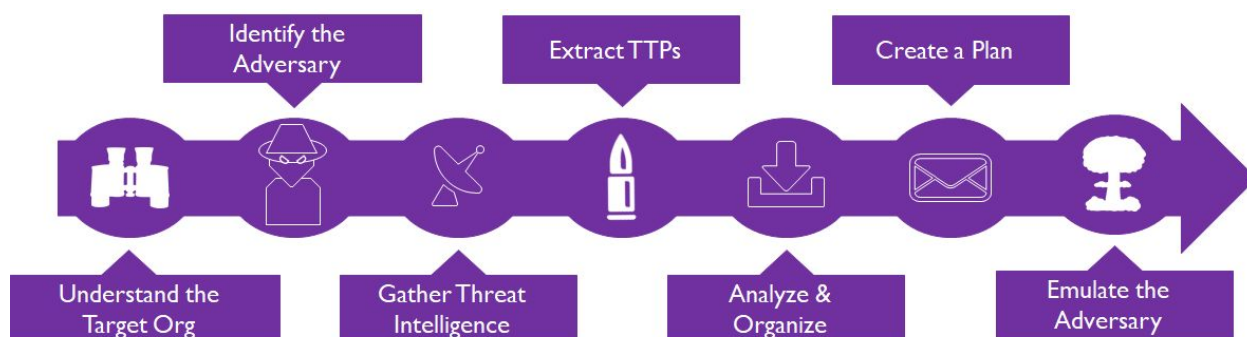 Identify the
Adversary
Extract TTPs
Create a Plan
Understand the
Target Org
Gather Threat
Intelligence
Analyze &
Organize
Emulate the
Adversary